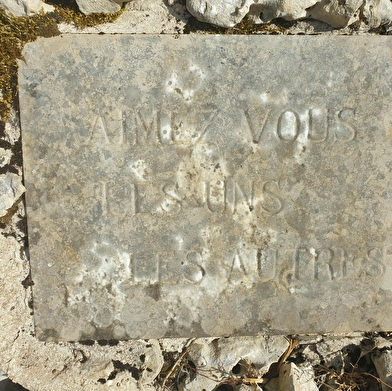 AIMEZ VOUS
LES UNS
LES AUTRES